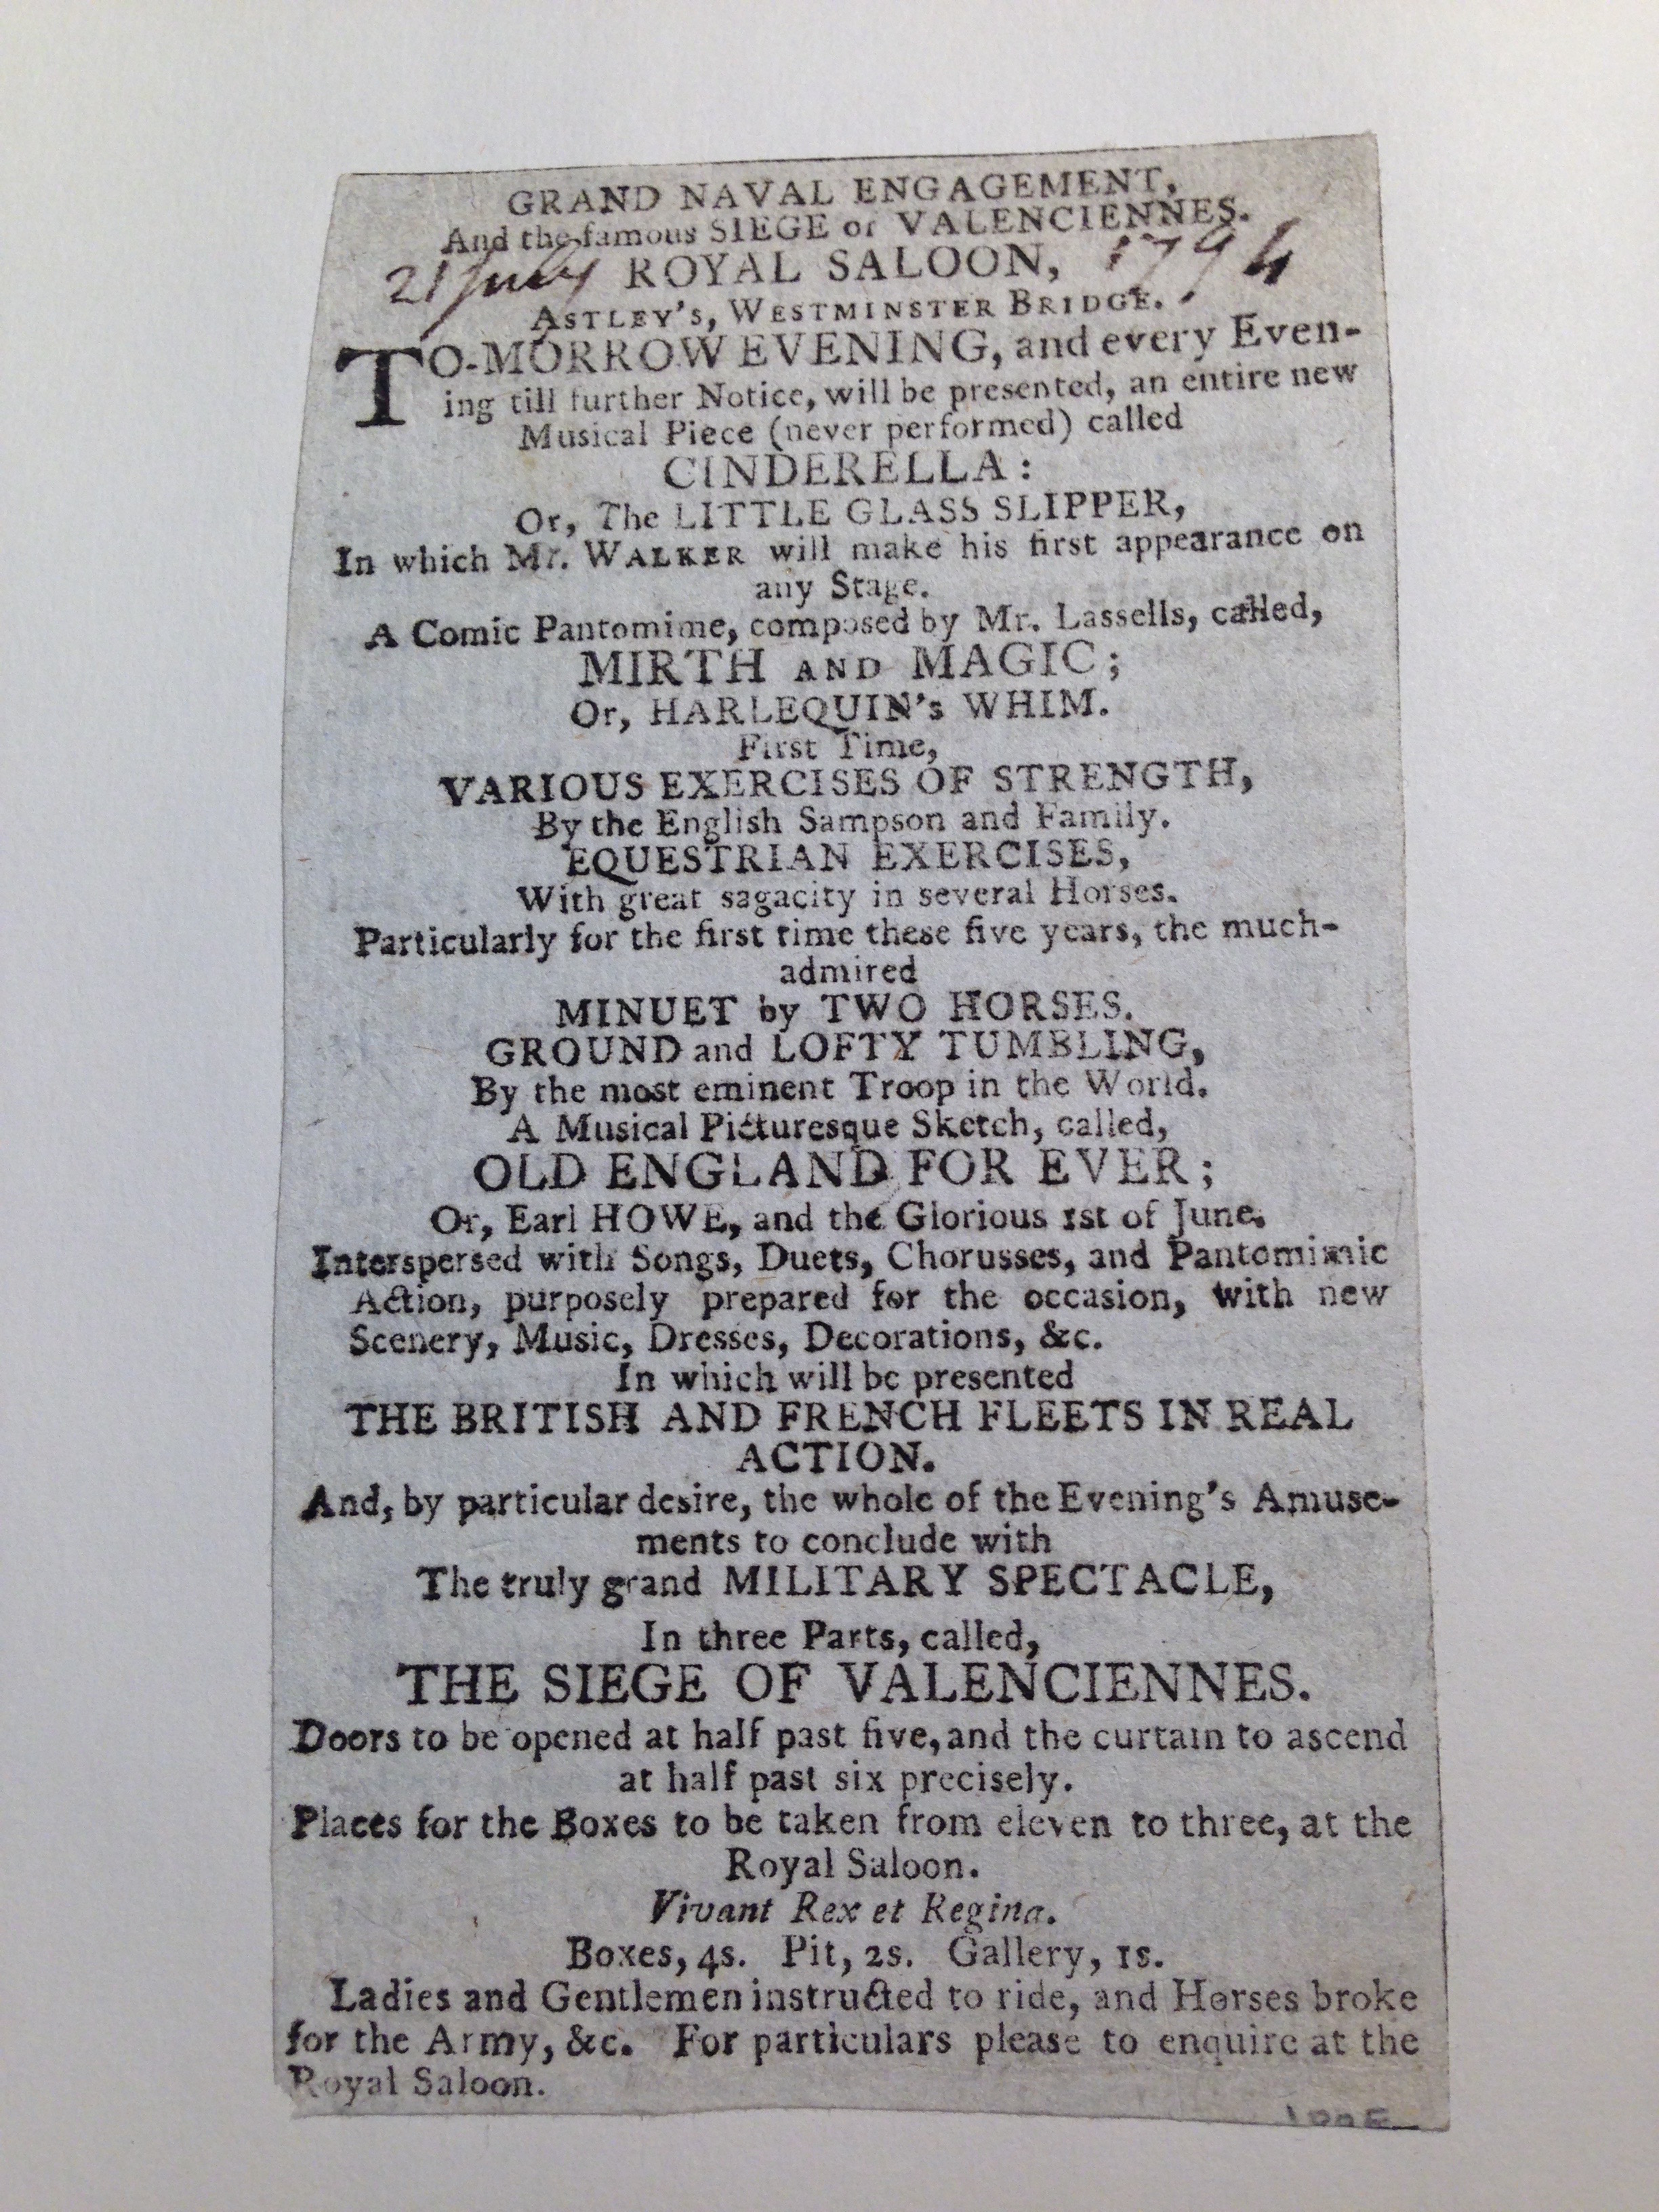 GRAND NAVAL ENGAGEMENT,
And the famous SIEGE of VALENCIENNES.
21 July 1794
ROYAL SALOON,
ASTLEY'S, WESTMINSTER BRIDGE.
TO-MORROW EVENING, and every Even-
ing till further Notice, will be presented, an entire new
Musical Piece (never performed) called
CINDERELLA:
Or, The LITTLE GLASS SLIPPER,
In which Mr. WALKER will make his first appearance on
any Stage.
A Comic Pantomime, composed by Mr. Lassells, called,
MIRTH AND MAGIC;
Or, HARLEQUIN's WHIM.
First Time,
VARIOUS EXERCISES OF STRENGTH,
By the English Sampson and Family.
EQUESTRIAN EXERCISES,
With great sagacity in several Horses.
Particularly for the first time these five years, the much-
admired
MINUET by TWO HORSES.
GROUND and LOFTY TUMBLING,
By the most eminent Troop in the World.
A Musical Picturesque Sketch, called,
OLD ENGLAND FOR EVER;
Or, Earl HOWE, and the Glorious 1st of June.
Interspersed with Songs, Duets, Chorusses, and Pantomimic
Action, purposely prepared for the occasion, with new
Scenery, Music, Dresses, Decorations, &c.
In which will be presented
THE BRITISH AND FRENCH FLEETS IN REAL
ACTION.
And, by particular desire, the whole of the Evening's Amuse-
ments to conclude with
The truly grand MILITARY SPECTACLE,
In three Parts, called,
THE SIEGE OF VALENCIENNES.
Doors to be opened at half past five, and the curtain to ascend
at half past six precisely.
Places for the Boxes to be taken from eleven to three, at the
Royal Saloon.
Vivant Rex et Regina.
Boxes, 4s. Pit, 2s. Gallery, 1s.
Ladies and Gentlemen instructed to ride, and Horses broke
for the Army, &c. For particulars please to enquire at the
Royal Saloon.